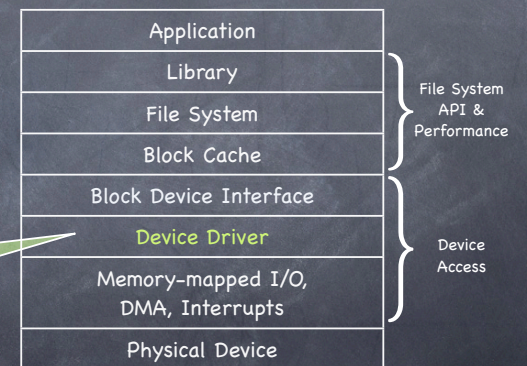 Application
Library
File System
Block Cache
Block Device Interface
Device Driver
Memory-mapped I/O,
DMA, Interrupts
Physical Device
File System
API &
Performance
Device
Access